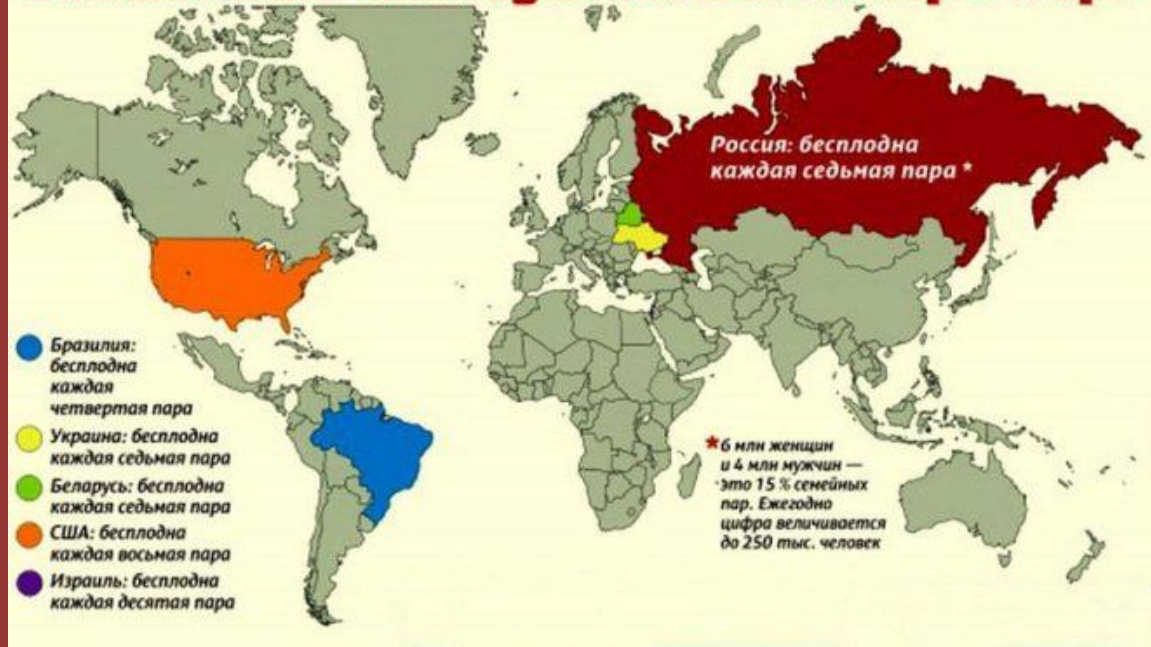 Россия: бесплодна
каждая седьмая пара *
Бразилия:
бесплодна
каждая
четвертая пара
Украина: бесплодна
каждая седьмая пара
Беларусь: бесплодна
каждая седьмая пара
США: бесплодна
каждая восьмая пара
Израиль: бесплодна
каждая десятая пара
*6 млн женщин
и 4 млн мужчин —
это 15 % семейных
пар. Ежегодно
цифра величивается
до 250 тыс. человек